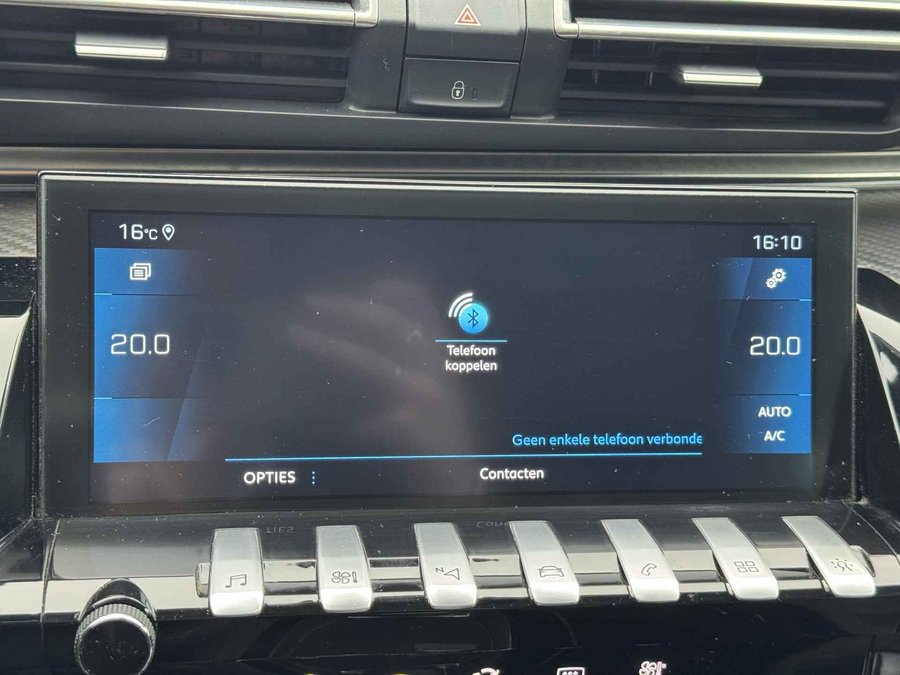 16°C
16:10
20.0
20.0
Telefoon
koppelen
AUTO
A/C
Geen enkele telefoon verbonde
OPTIES
Contacten
N